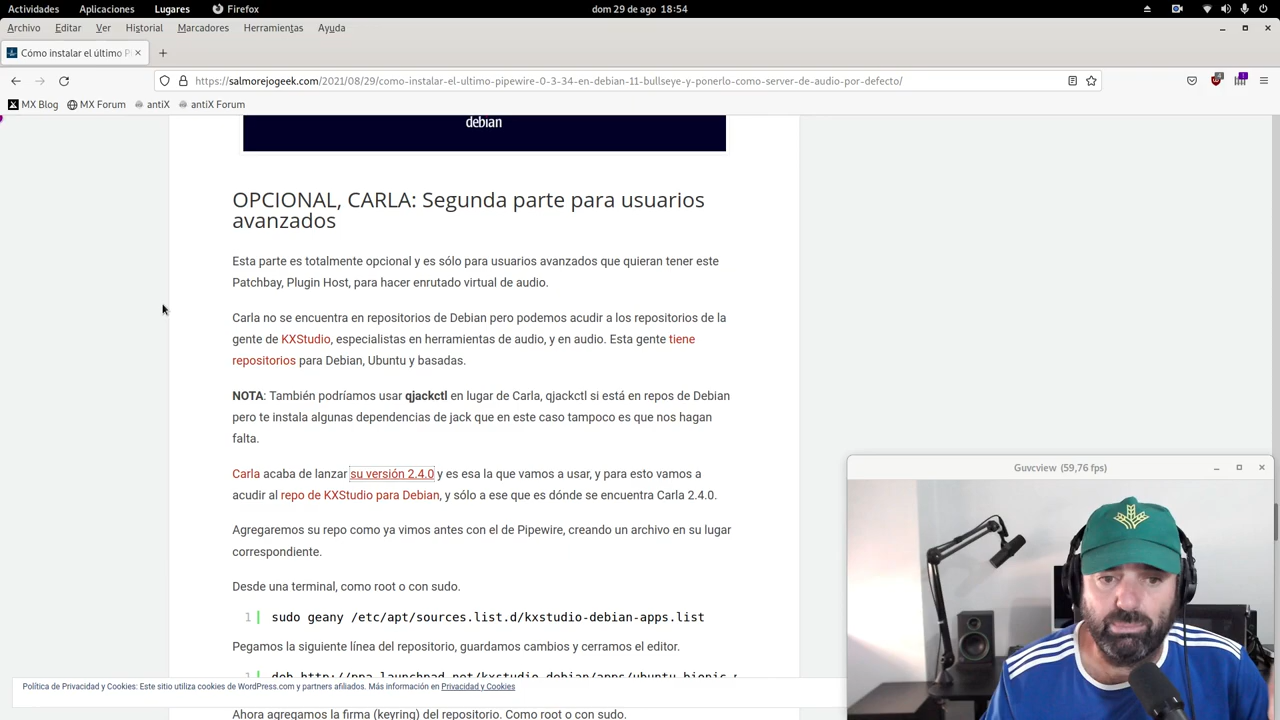 Actividades Aplicaciones Lugares Firefox dom 29 de ago 18:54
Archivo Editar Ver Historial Marcadores Herramientas Ayuda
Cómo instalar el último P
https://salmorejogeek.com/2021/08/29/como-instalar-el-ultimo-pipewire-0-3-34-en-debian-11-bullseye-y-ponerlo-como-server-de-audio-por-defecto/
MX Blog MX Forum antiX antiX Forum
debian
OPCIONAL, CARLA: Segunda parte para usuarios
avanzados
Esta parte es totalmente opcional y es sólo para usuarios avanzados que quieran tener este
Patchbay, Plugin Host, para hacer enrutado virtual de audio.
Carla no se encuentra en repositorios de Debian pero podemos acudir a los repositorios de la
gente de KXStudio, especialistas en herramientas de audio, y en audio. Esta gente tiene
repositorios para Debian, Ubuntu y basadas.
NOTA: También podríamos usar qjackctl en lugar de Carla, qjackctl si está en repos de Debian
pero te instala algunas dependencias de jack que en este caso tampoco es que nos hagan
falta.
Carla acaba de lanzar su versión 2.4.0 y es esa la que vamos a usar, y para esto vamos a
acudir al repo de KXStudio para Debian, y sólo a ese que es dónde se encuentra Carla 2.4.0.
Agregaremos su repo como ya vimos antes con el de Pipewire, creando un archivo en su lugar
correspondiente.
Desde una terminal, como root o con sudo.
1 sudo geany /etc/apt/sources.list.d/kxstudio-debian-apps.list
Pegamos la siguiente línea del repositorio, guardamos cambios y cerramos el editor.
1 deb http://ppa.launchpad.net/kxstudio-debian/apps/ubuntu bionic
Política de Privacidad y Cookies: Este sitio utiliza cookies de WordPress.com y partners afiliados. Más información en Privacidad y Cookies
Ahora agregamos la firma (keyring) del repositorio. Como root o con sudo.
Guvcview (59,76 fps)